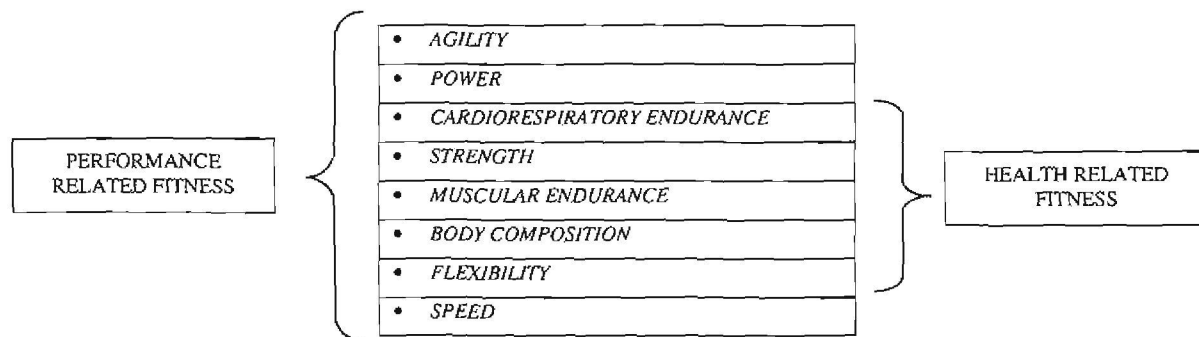 • AGILITY
• POWER
• CARDIORESPIRATORY ENDURANCE
• STRENGTH
• MUSCULAR ENDURANCE
• BODY COMPOSITION
• FLEXIBILITY
• SPEED
PERFORMANCE
RELATED FITNESS
HEALTH RELATED
FITNESS